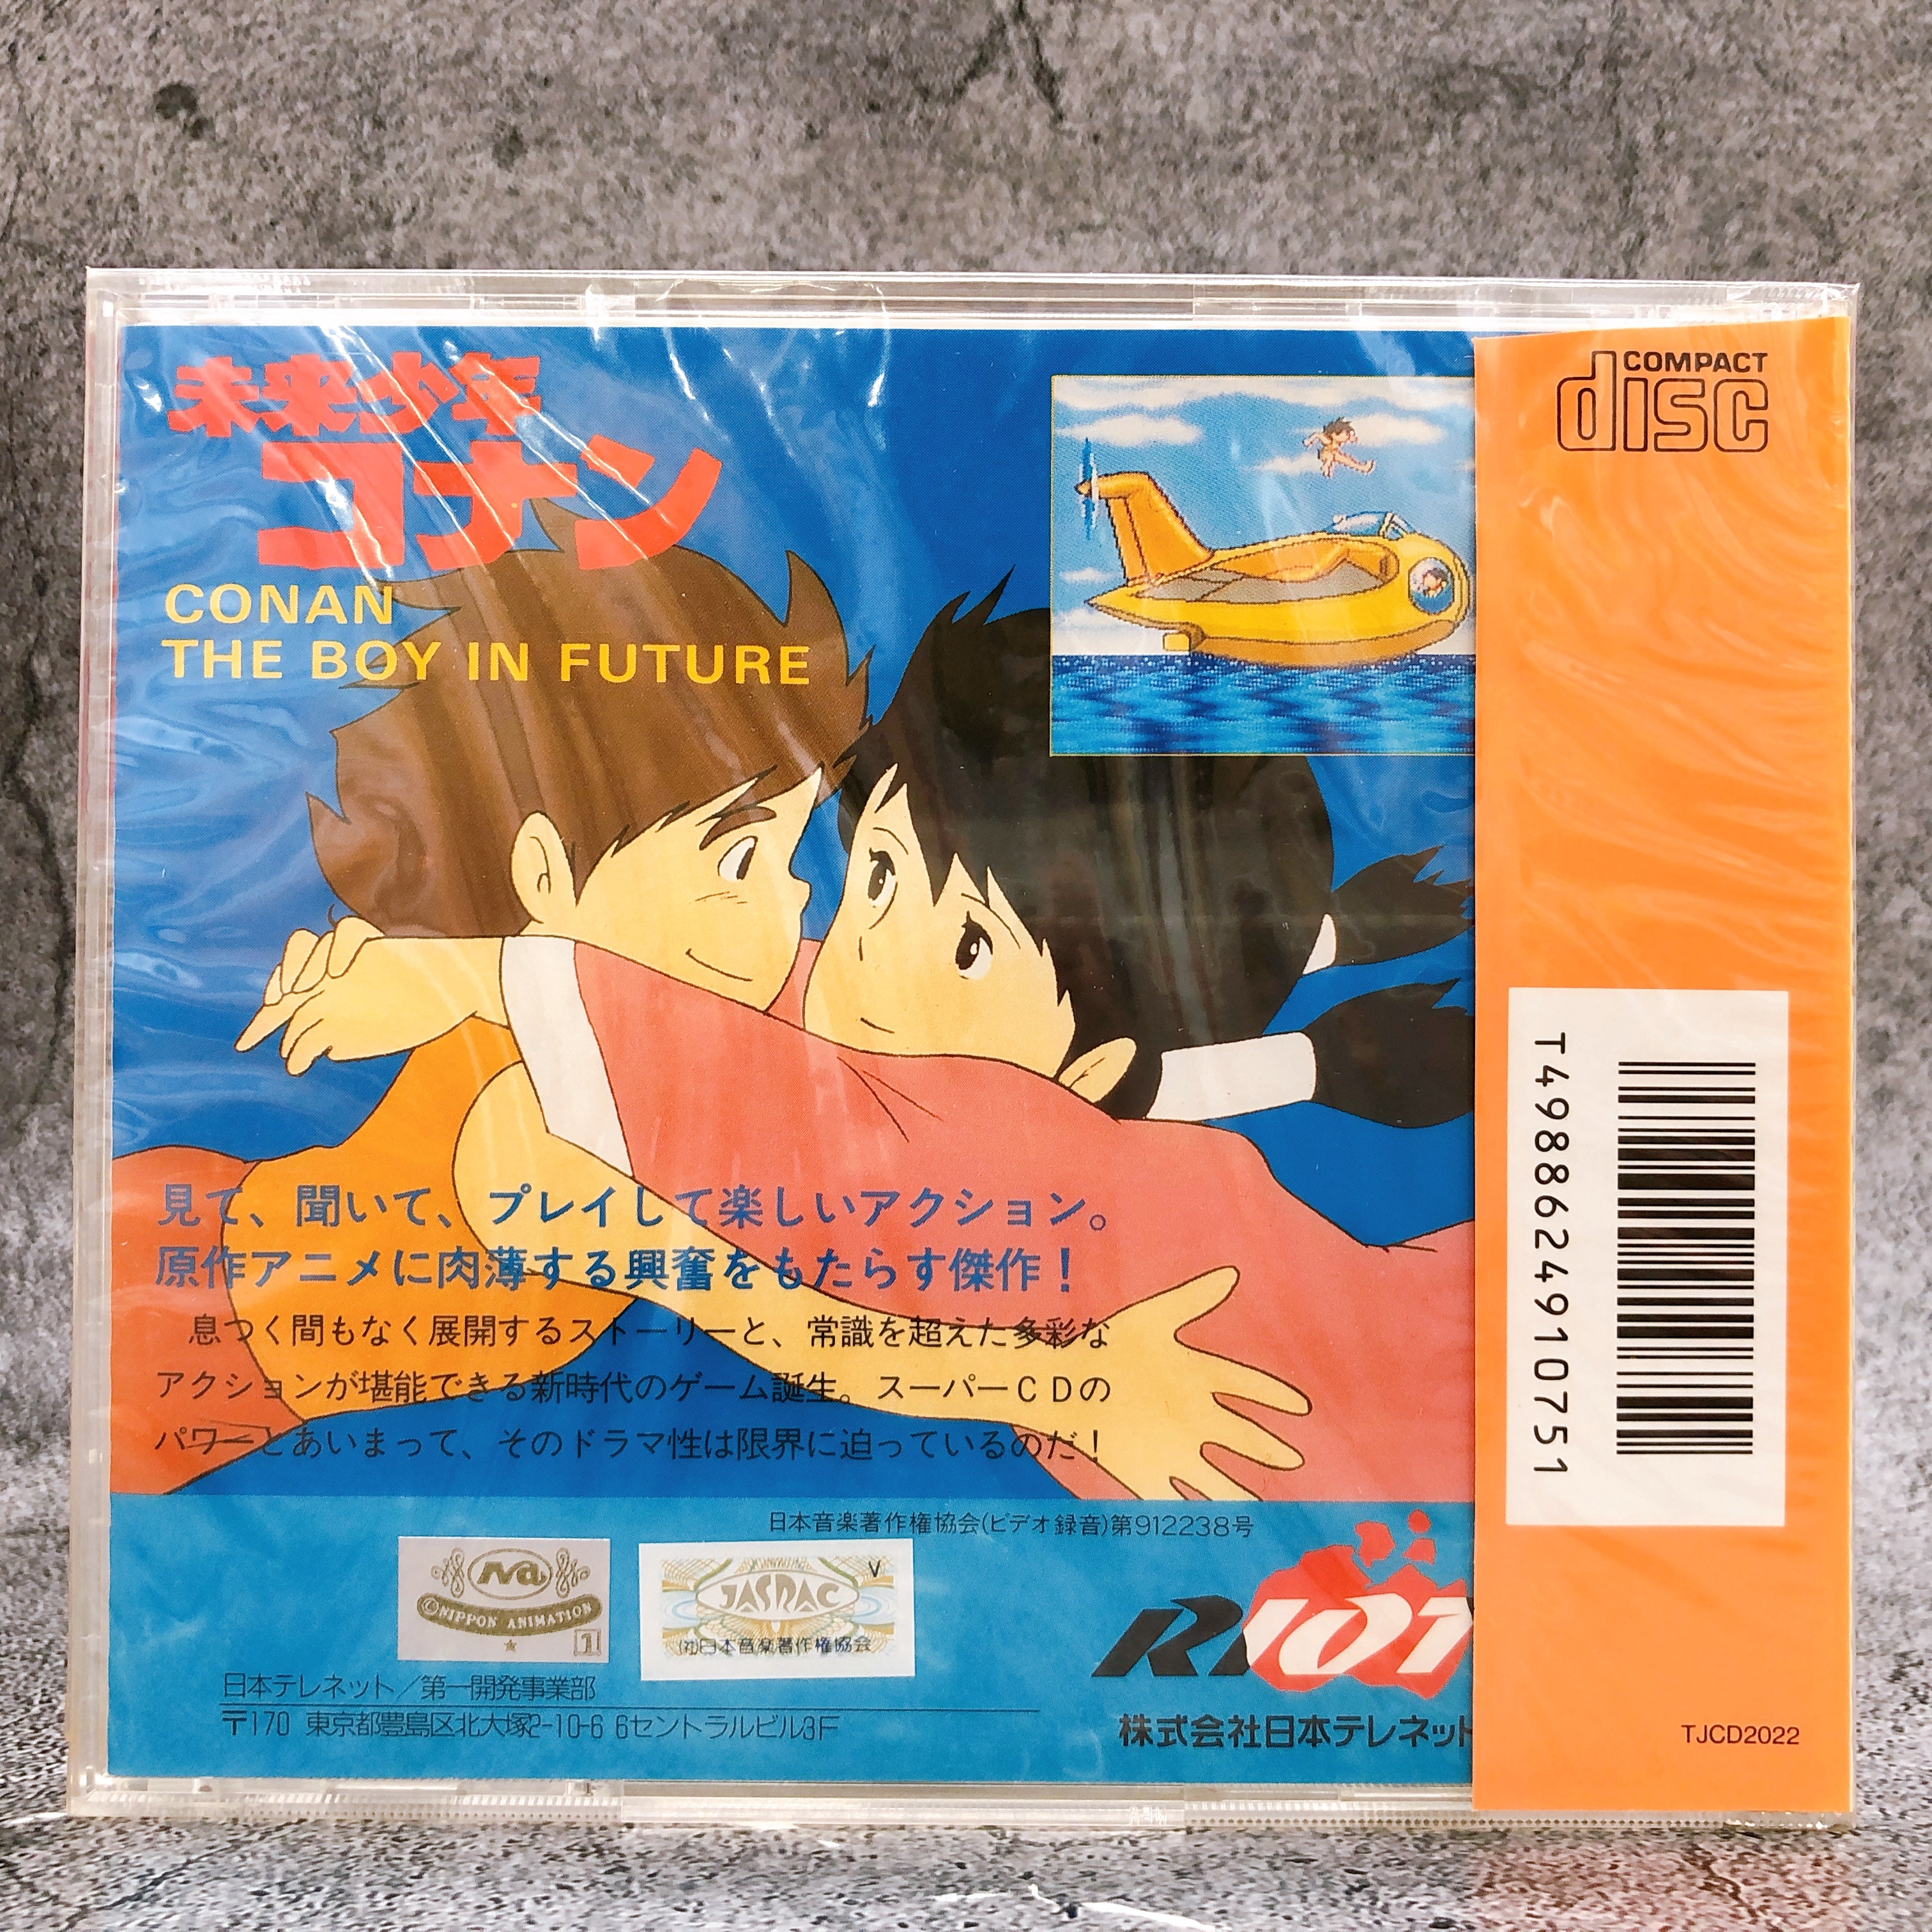 未来少年
コナン
CONAN
THE BOY IN FUTURE
COMPACT
disc
見て、聞いて、プレイして楽しいアクション。
原作アニメに肉薄する興奮をもたらす傑作！
息つく間もなく展開するストーリーと、常識を超えた多彩な
アクションが堪能できる新時代のゲーム誕生。スーパーＣＤの
パワーとあいまって、そのドラマ性は限界に迫っているのだ！
T4988624910751
日本音楽著作権協会(ビデオ録音)第912238号
Na
©NIPPON ANIMATION
1
V
JASRAC
(社)日本音楽著作権協会
RIOT
日本テレネット／第一開発事業部
〒170 東京都豊島区北大塚2-10-6 6セントラルビル3F
株式会社日本テレネット
TJCD2022